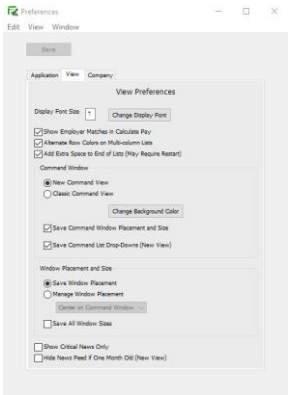 Preferences
Edit View Window
Save
Application View Company
View Preferences
Display Font Size Change Display Font
Show Employer Matches in Calculate Pay
Alternate Row Colors on Multi-column Lists
Add Extra Space to End of Lists (May Require Restart)
Command Window
New Command View
Classic Command View
Change Background Color
Save Command Window Placement and Size
Save Command List Drop-Downs (New View)
Window Placement and Size
Save Window Placement
Manage Window Placement
Center on Command Window
Save All Window Sizes
Show Critical News Only
Hide News Feed if One Month Old (New View)